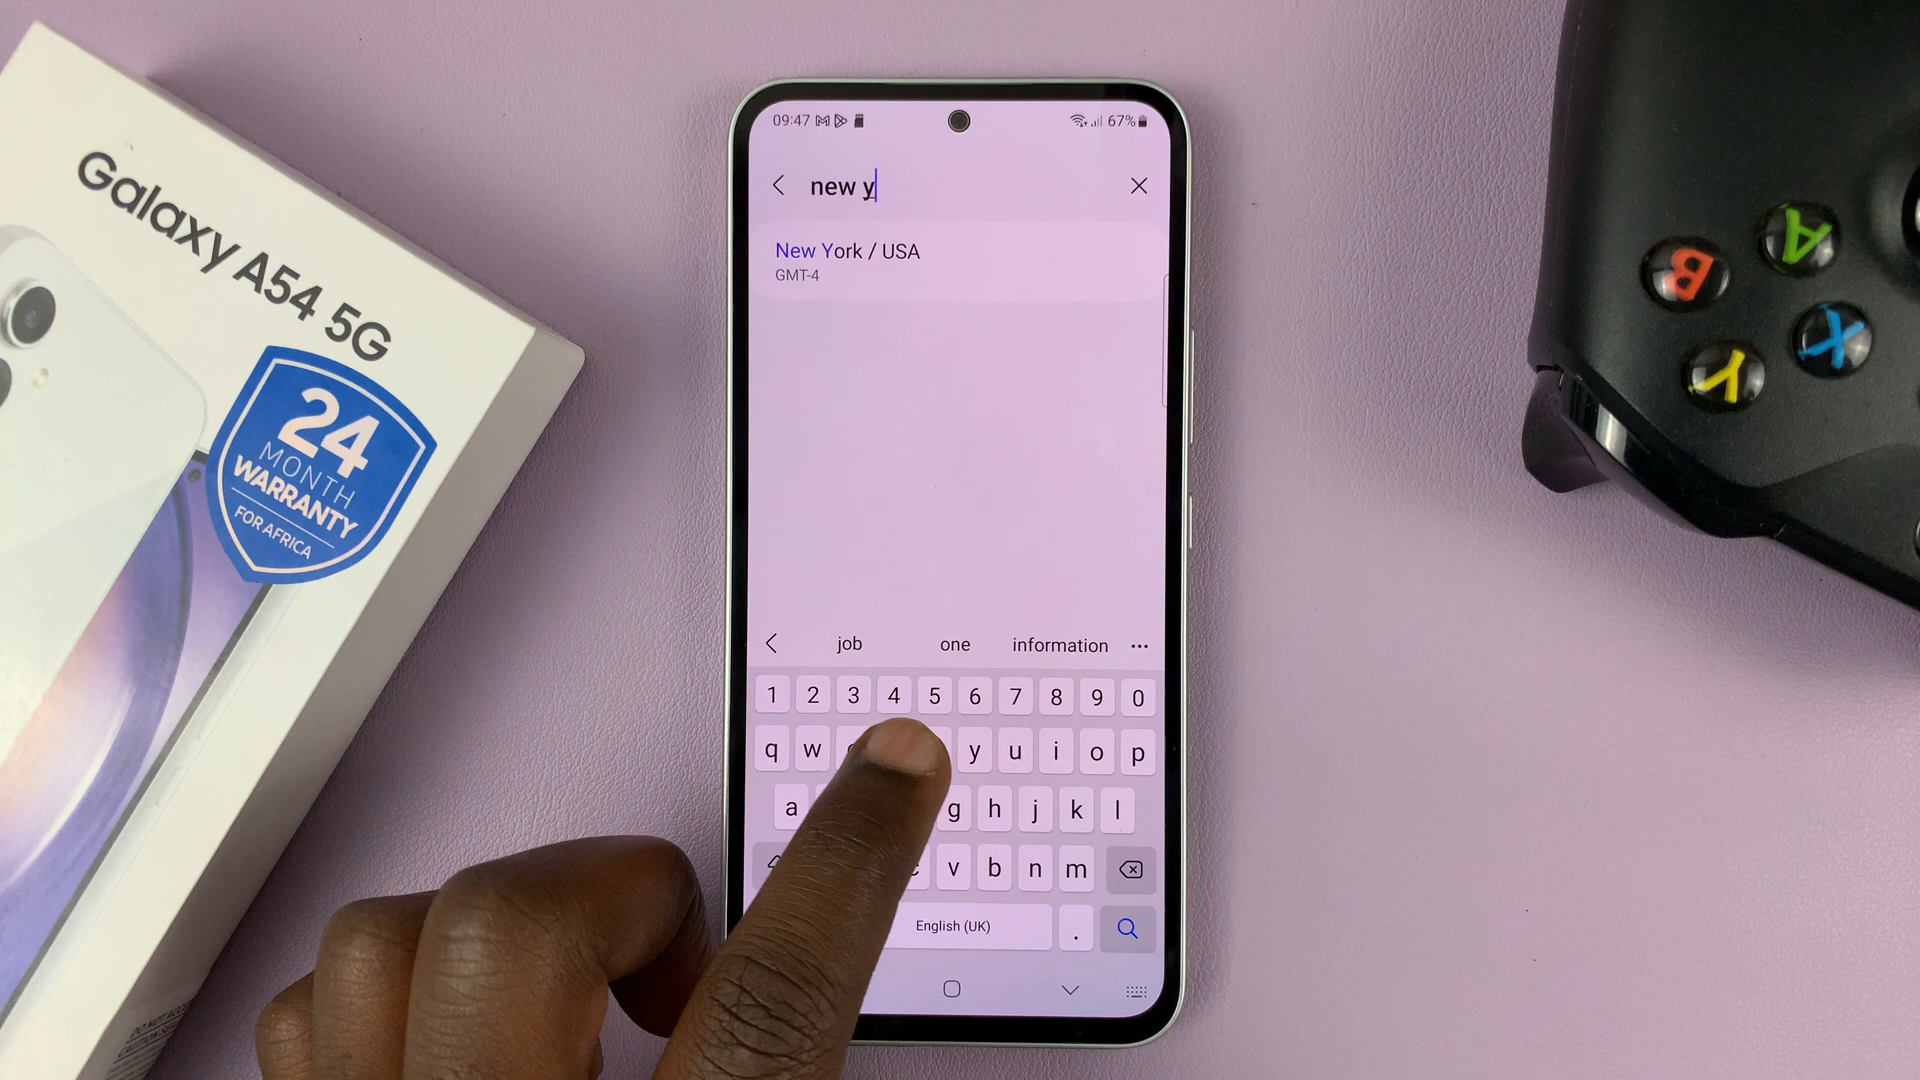 Galaxy A54 5G
24
MONTH
WARRANTY
FOR AFRICA
09:47 67%
new y
New York / USA
GMT-4
job one information ...
1 2 3 4 5 6 7 8 9 0
q w y u i o p
a g h j k l
c v b n m
English (UK) .
B A
Y X